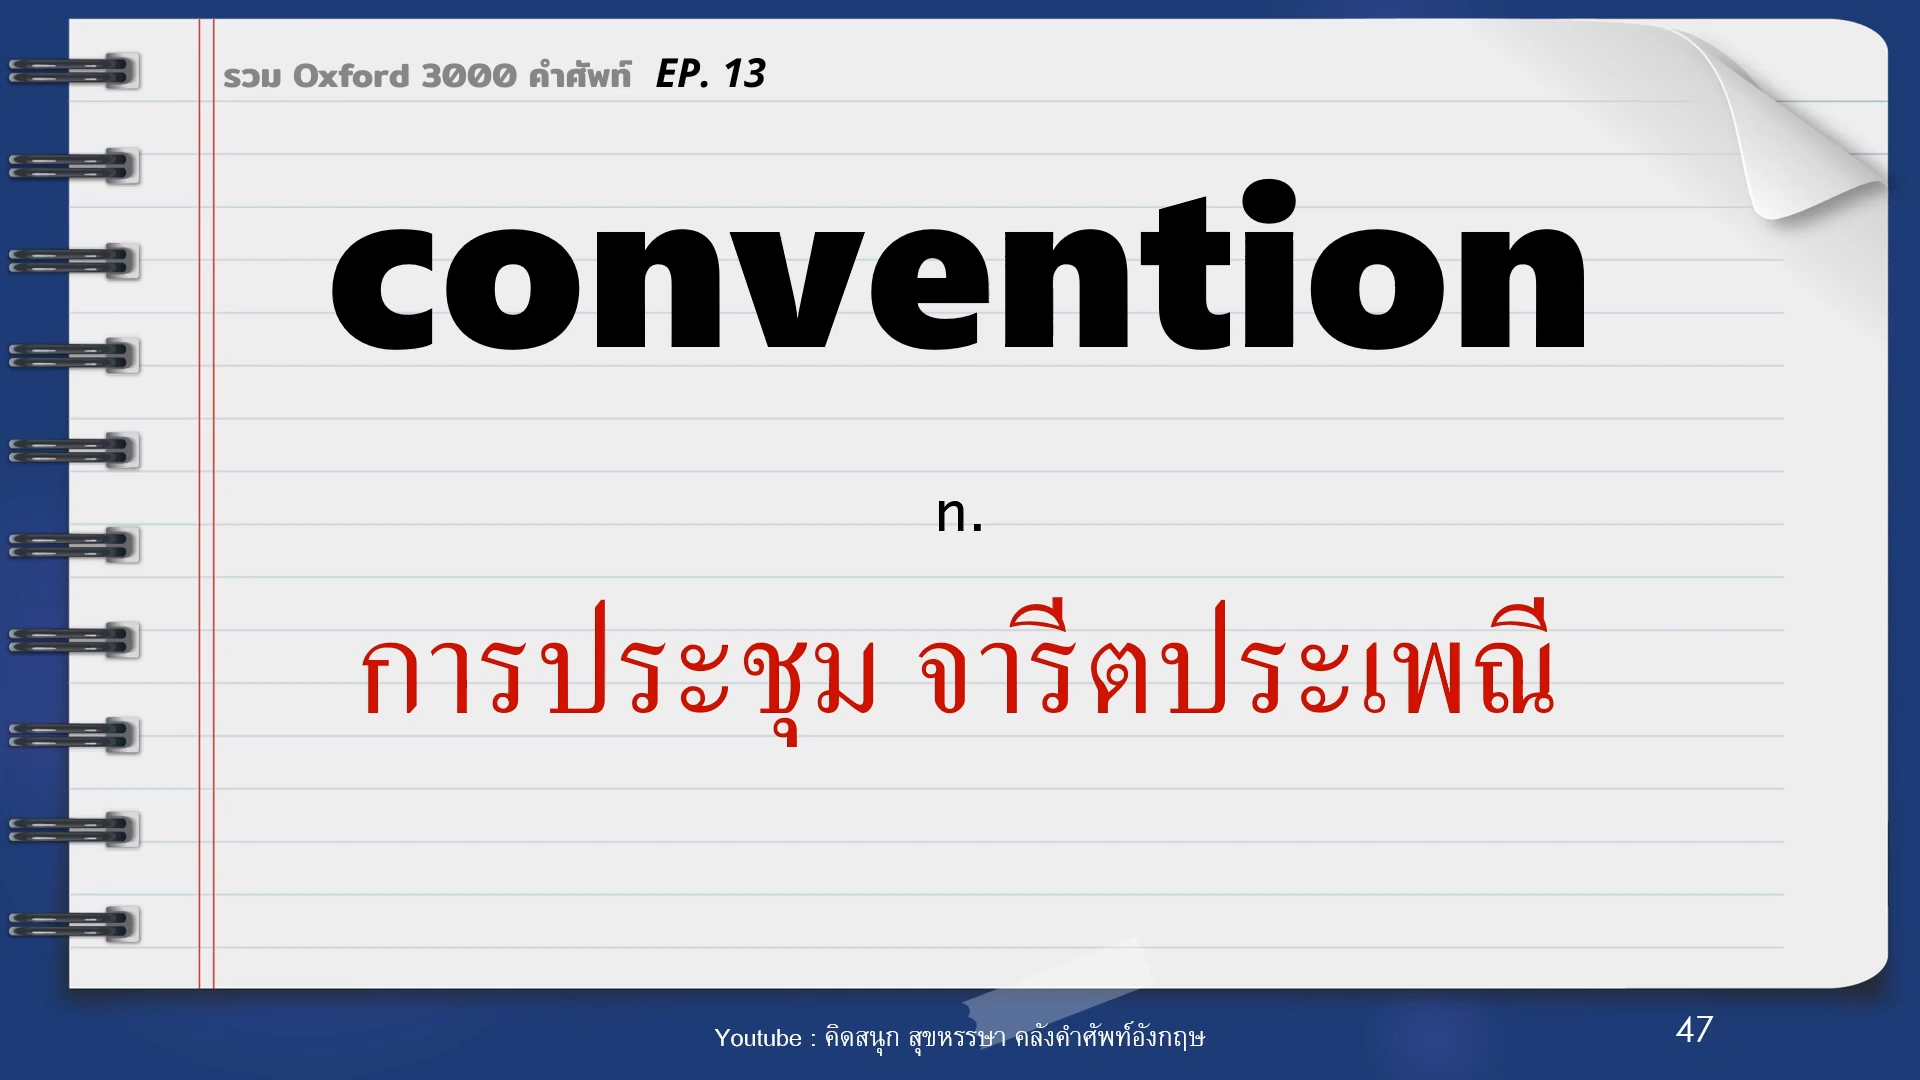 รวม Oxford 3000 คำศัพท์ EP. 13
convention
n.
การประชุม จารีตประเพณี
Youtube : คิดสนุก สุขหรรษา คลังคำศัพท์อังกฤษ
47